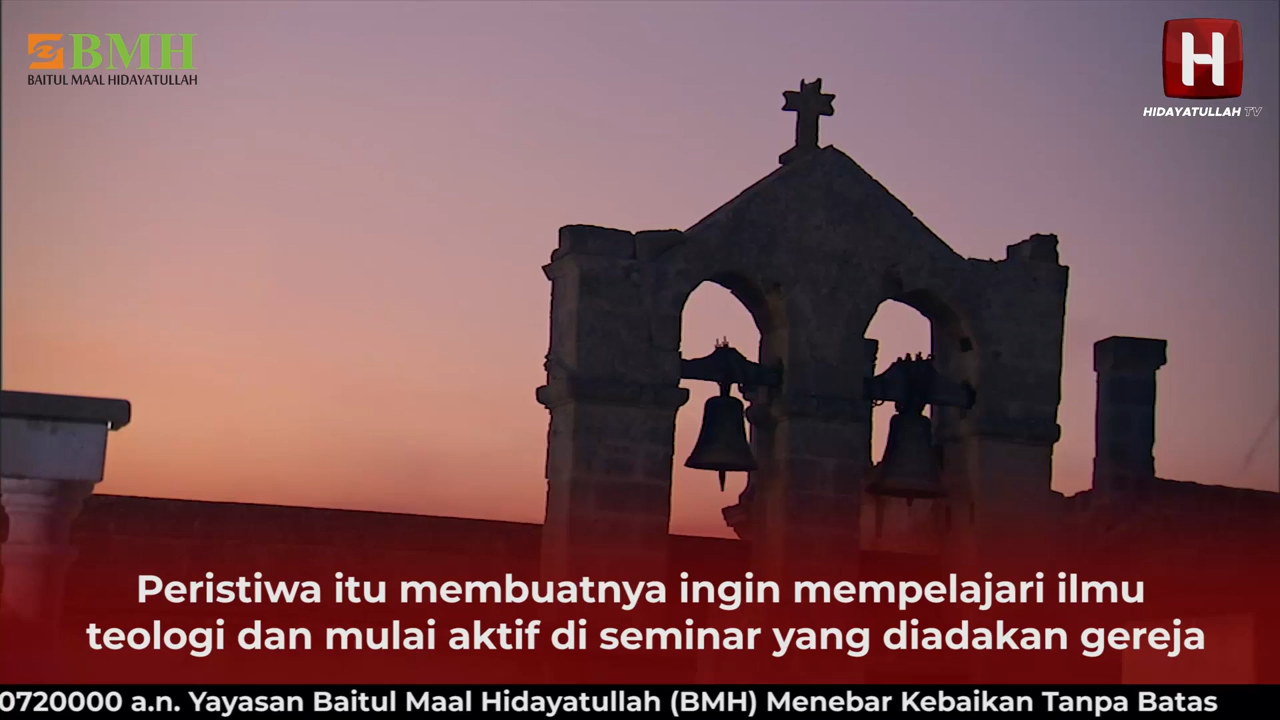 BMH
BAITUL MAAL HIDAYATULLAH
H
HIDAYATULLAH TV
Peristiwa itu membuatnya ingin mempelajari ilmu
teologi dan mulai aktif di seminar yang diadakan gereja
0720000 a.n. Yayasan Baitul Maal Hidayatullah (BMH) Menebar Kebaikan Tanpa Batas